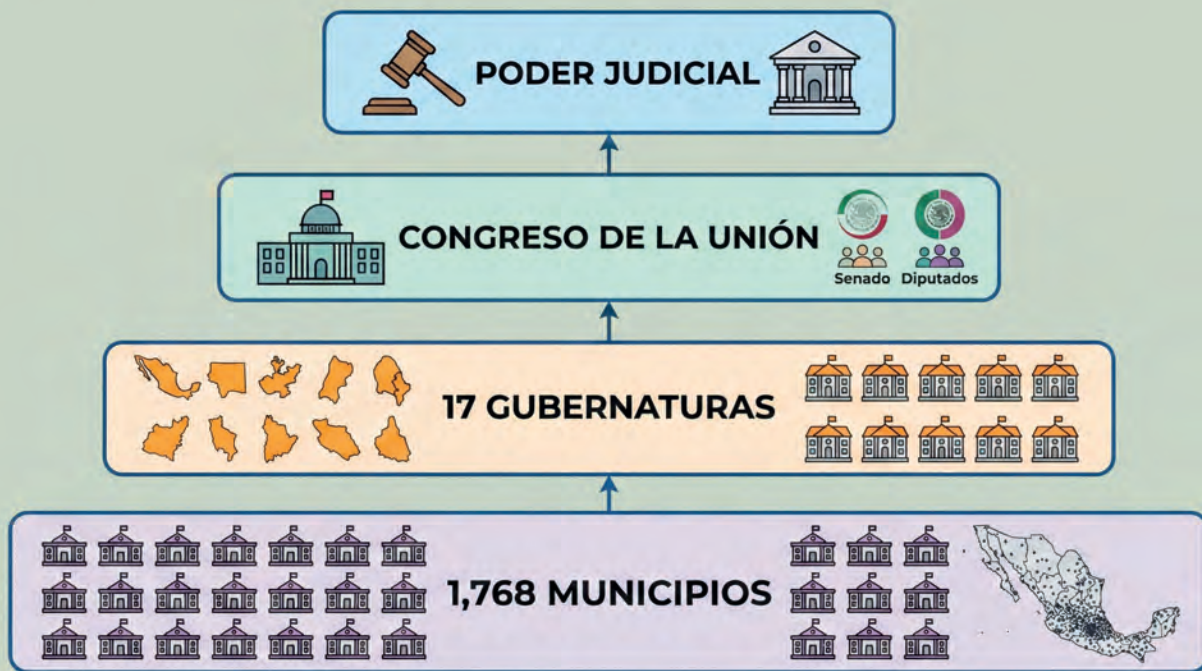 PODER JUDICIAL
CONGRESO DE LA UNIÓN
Senado Diputados
17 GUBERNATURAS
1,768 MUNICIPIOS